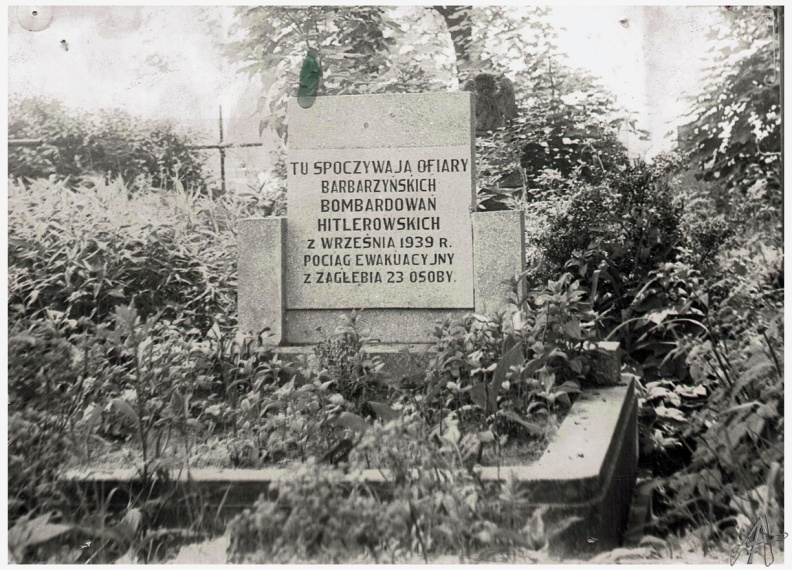 TU SPOCZYWAJĄ OFIARY
BARBARZYŃSKICH
BOMBARDOWAŃ
HITLEROWSKICH
Z WRZEŚNIA 1939 R.
POCIĄG EWAKUACYJNY
Z ZAGŁĘBIA 23 OSOBY.